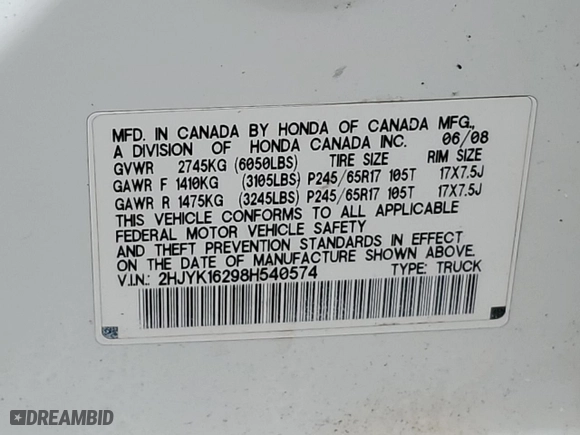 MFD. IN CANADA BY HONDA OF CANADA MFG.,
A DIVISION OF HONDA CANADA INC. 06/08
GVWR 2745KG (6050LBS) TIRE SIZE RIM SIZE
GAWR F 1410KG (3105LBS) P245/65R17 105T 17X7.5J
GAWR R 1475KG (3245LBS) P245/65R17 105T 17X7.5J
THIS VEHICLE CONFORMS TO ALL APPLICABLE
FEDERAL MOTOR VEHICLE SAFETY
AND THEFT PREVENTION STANDARDS IN EFFECT
ON THE DATE OF MANUFACTURE SHOWN ABOVE.
V.I.N.: 2HJYK16298H540574 TYPE: TRUCK
DREAMBID